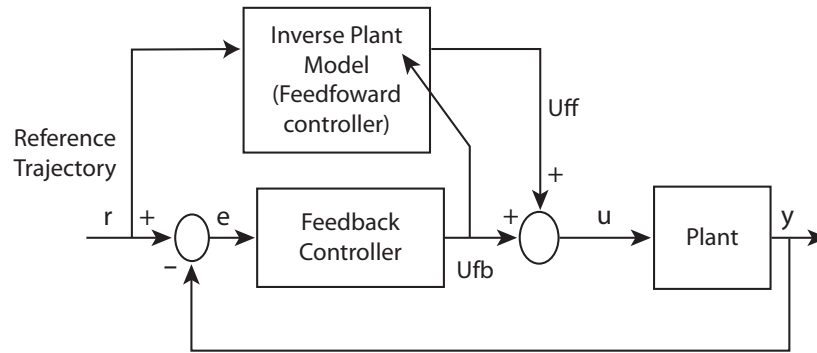 Inverse Plant
Model
(Feedfoward
controller)
Uff
Reference
Trajectory
+
r
+
e
Feedback
Controller
+
u
Plant
y
−
Ufb